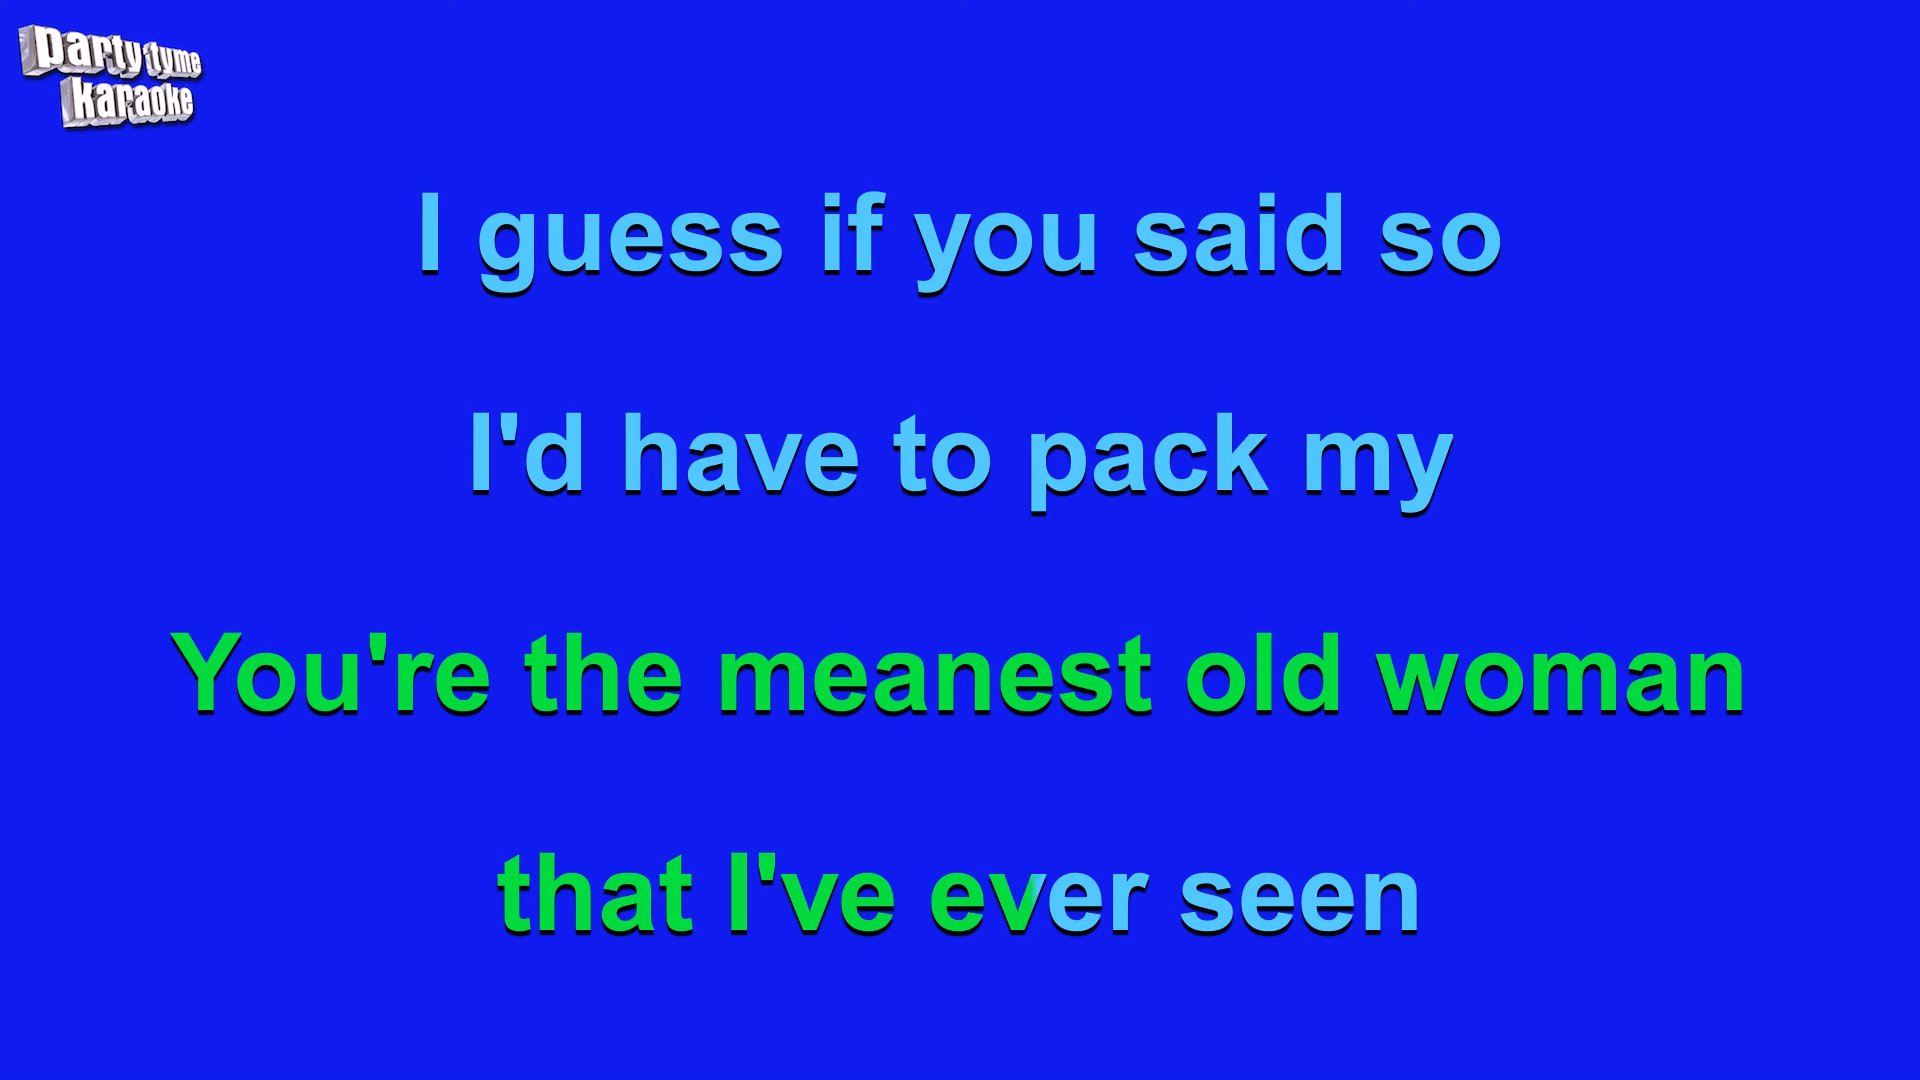 party tyme
karaoke
I guess if you said so
I'd have to pack my
You're the meanest old woman
that I've ever seen